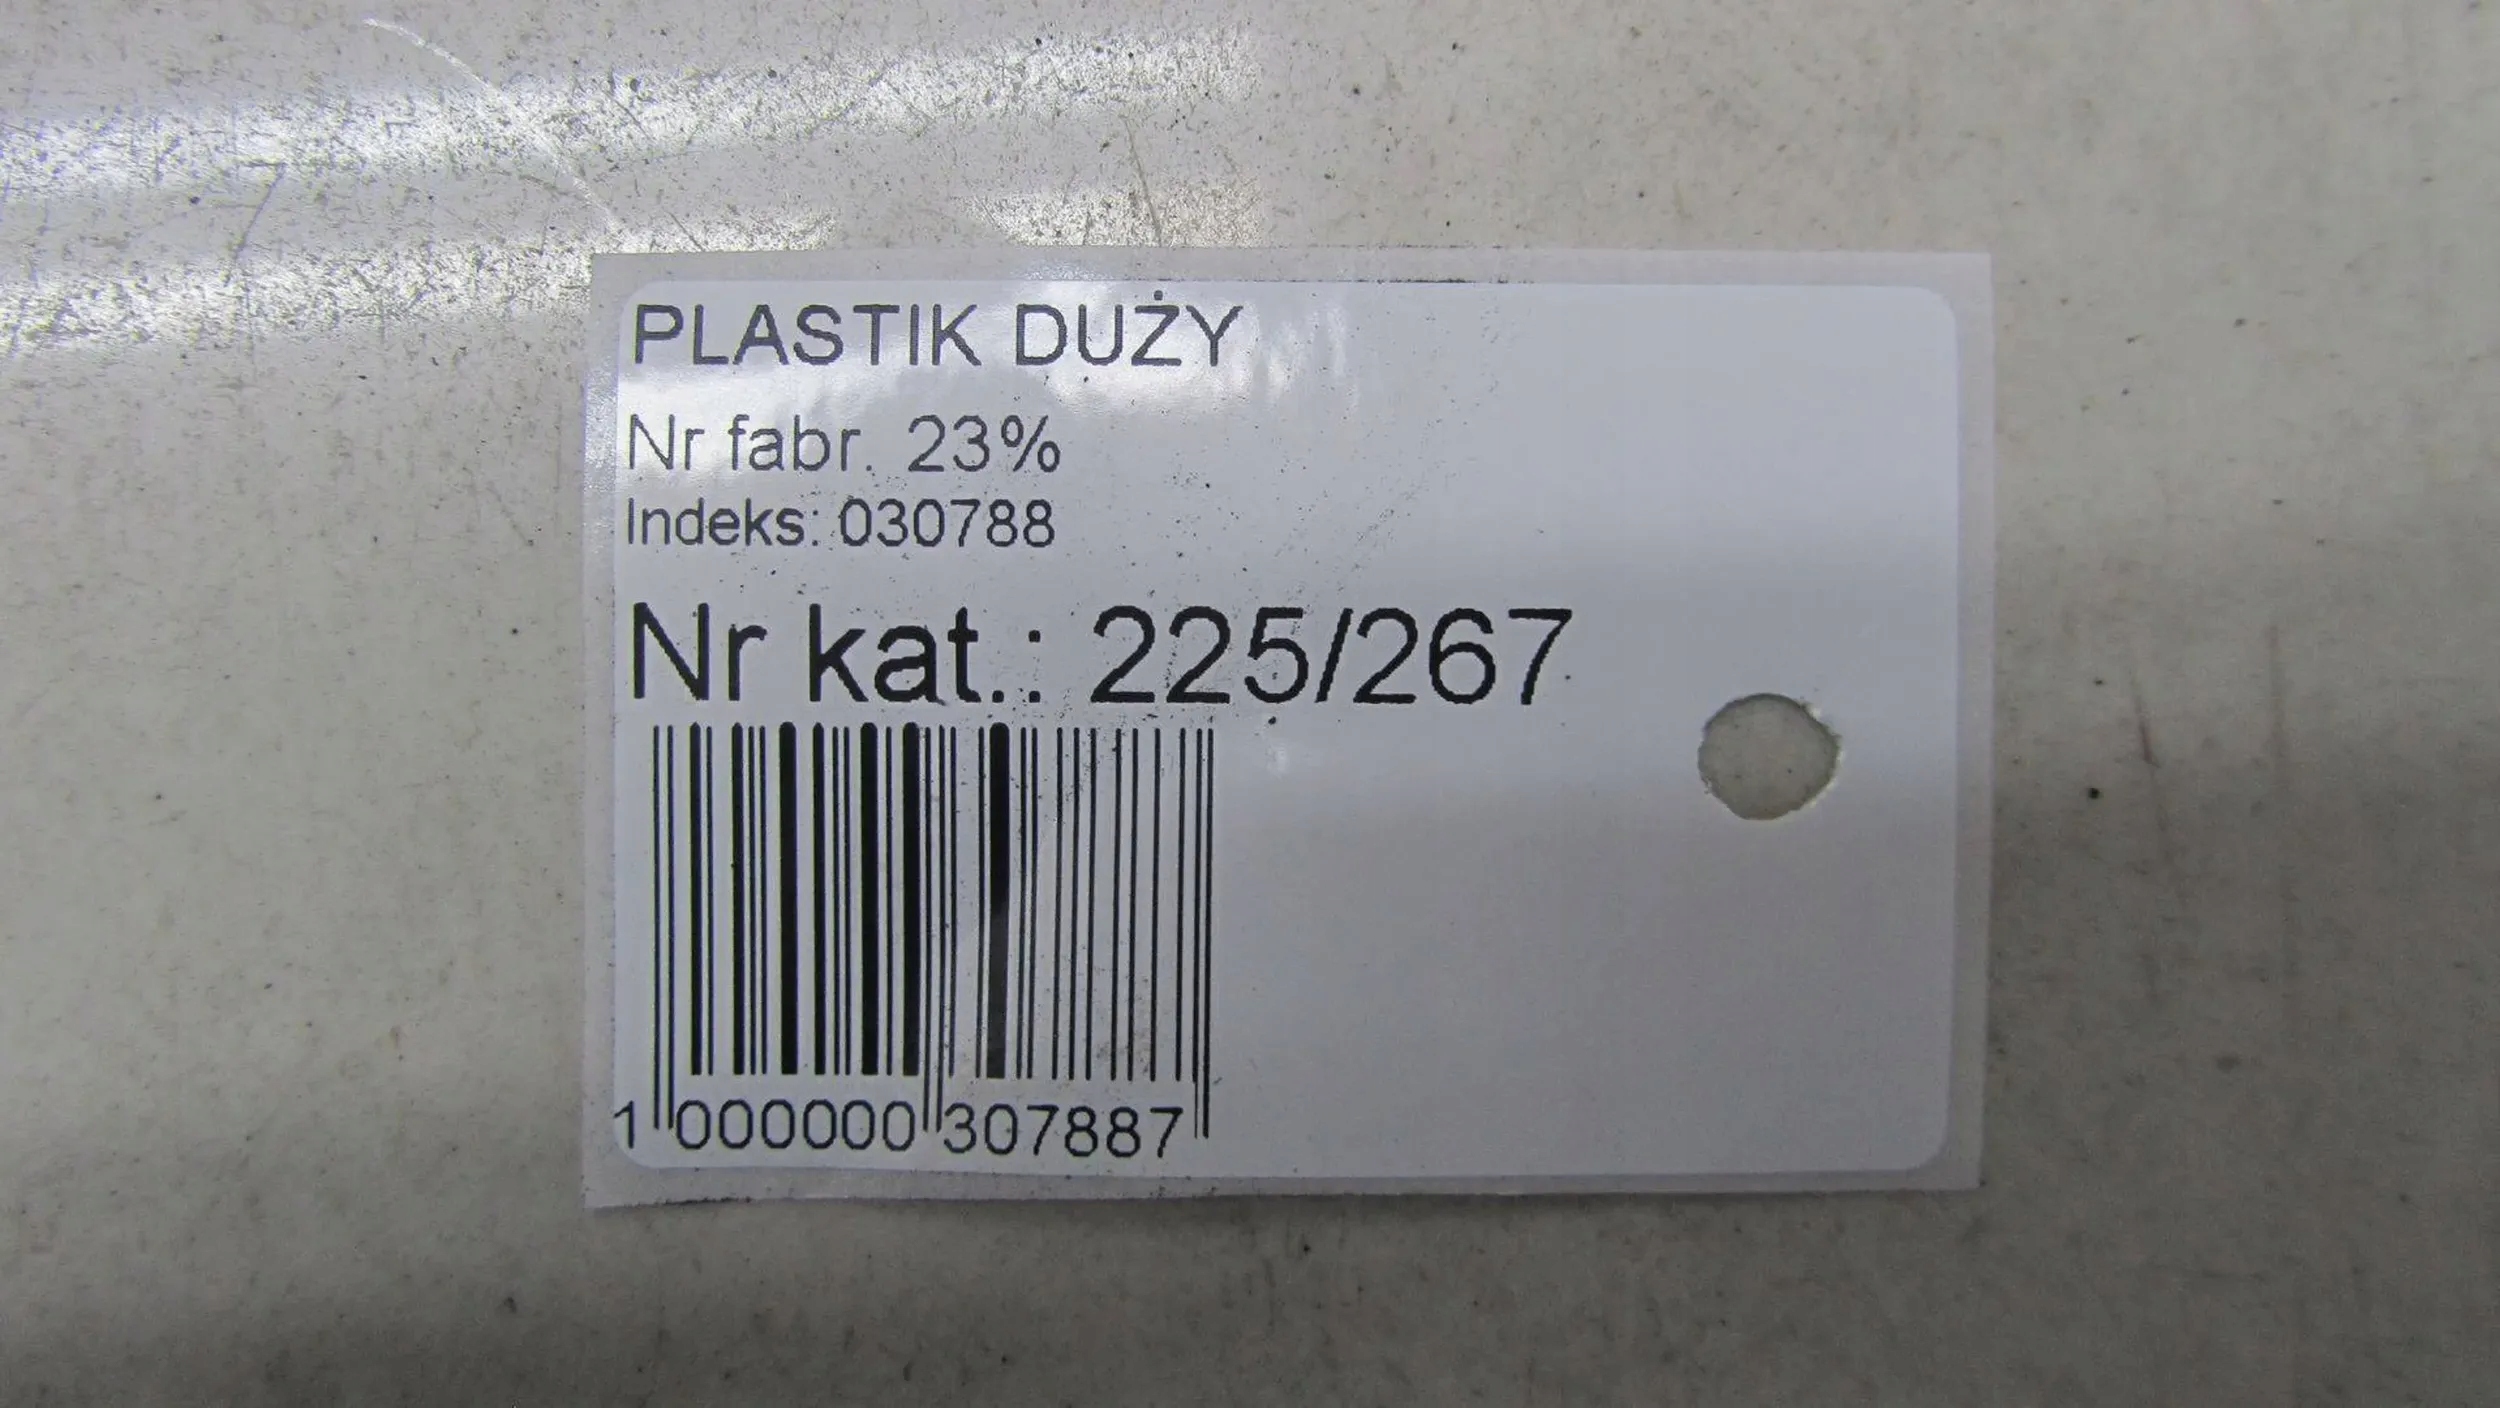 PLASTIK DUŻY
Nr fabr. 23%
Indeks: 030788
Nr kat.: 225/267
1 000000 307887